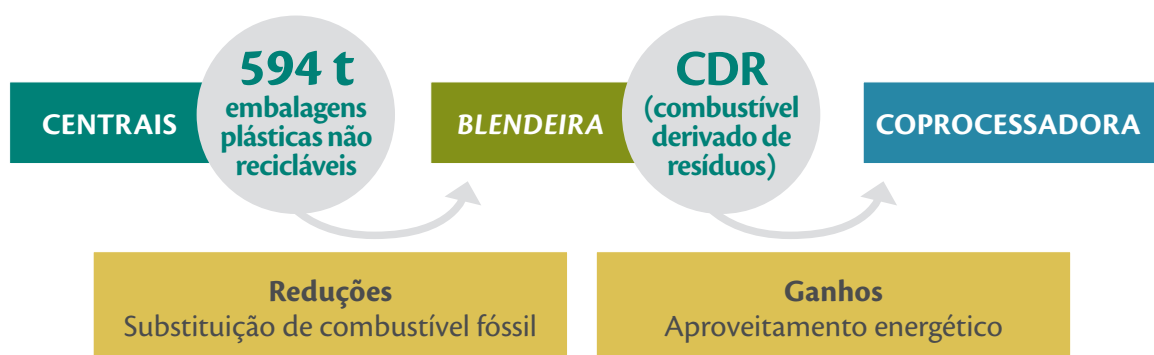 CENTRAIS
594 t
embalagens
plásticas não
recicláveis
BLENDEIRA
CDR
(combustível
derivado de
resíduos)
COPROCESSADORA
Reduções
Substituição de combustível fóssil
Ganhos
Aproveitamento energético